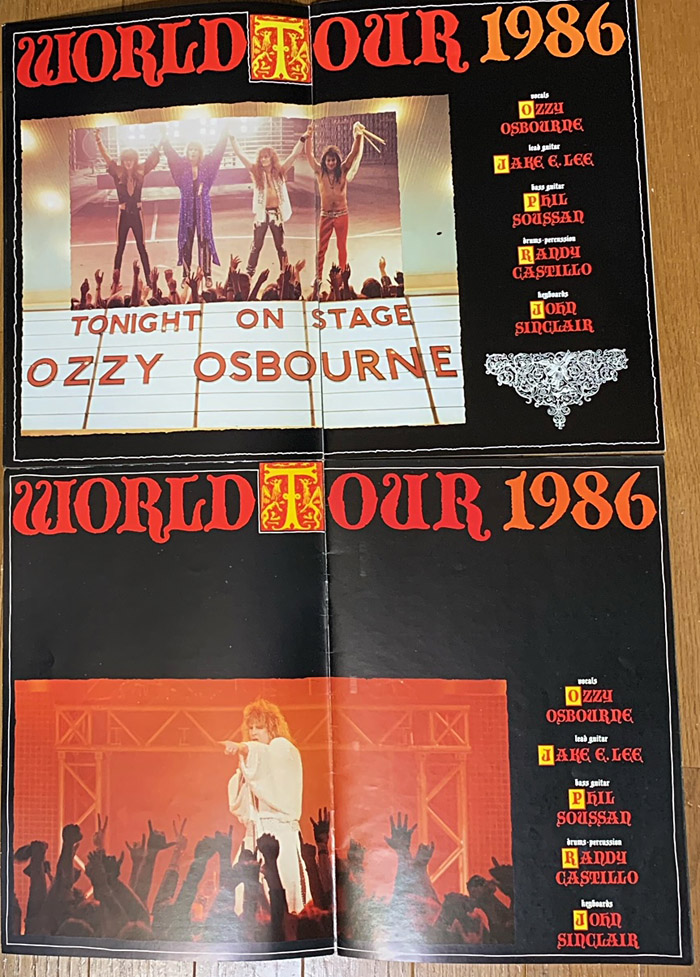 WORLD TOUR 1986
vocals
OZZY
OSBOURNE
lead guitar
JAKE E. LEE
bass guitar
PHIL
SOUSSAN
drums-percussion
RANDY
CASTILLO
keyboards
JOHN
SINCLAIR
TONIGHT ON STAGE
OZZY OSBOURNE
WORLD TOUR 1986
vocals
OZZY
OSBOURNE
lead guitar
JAKE E. LEE
bass guitar
PHIL
SOUSSAN
drums-percussion
RANDY
CASTILLO
keyboards
JOHN
SINCLAIR